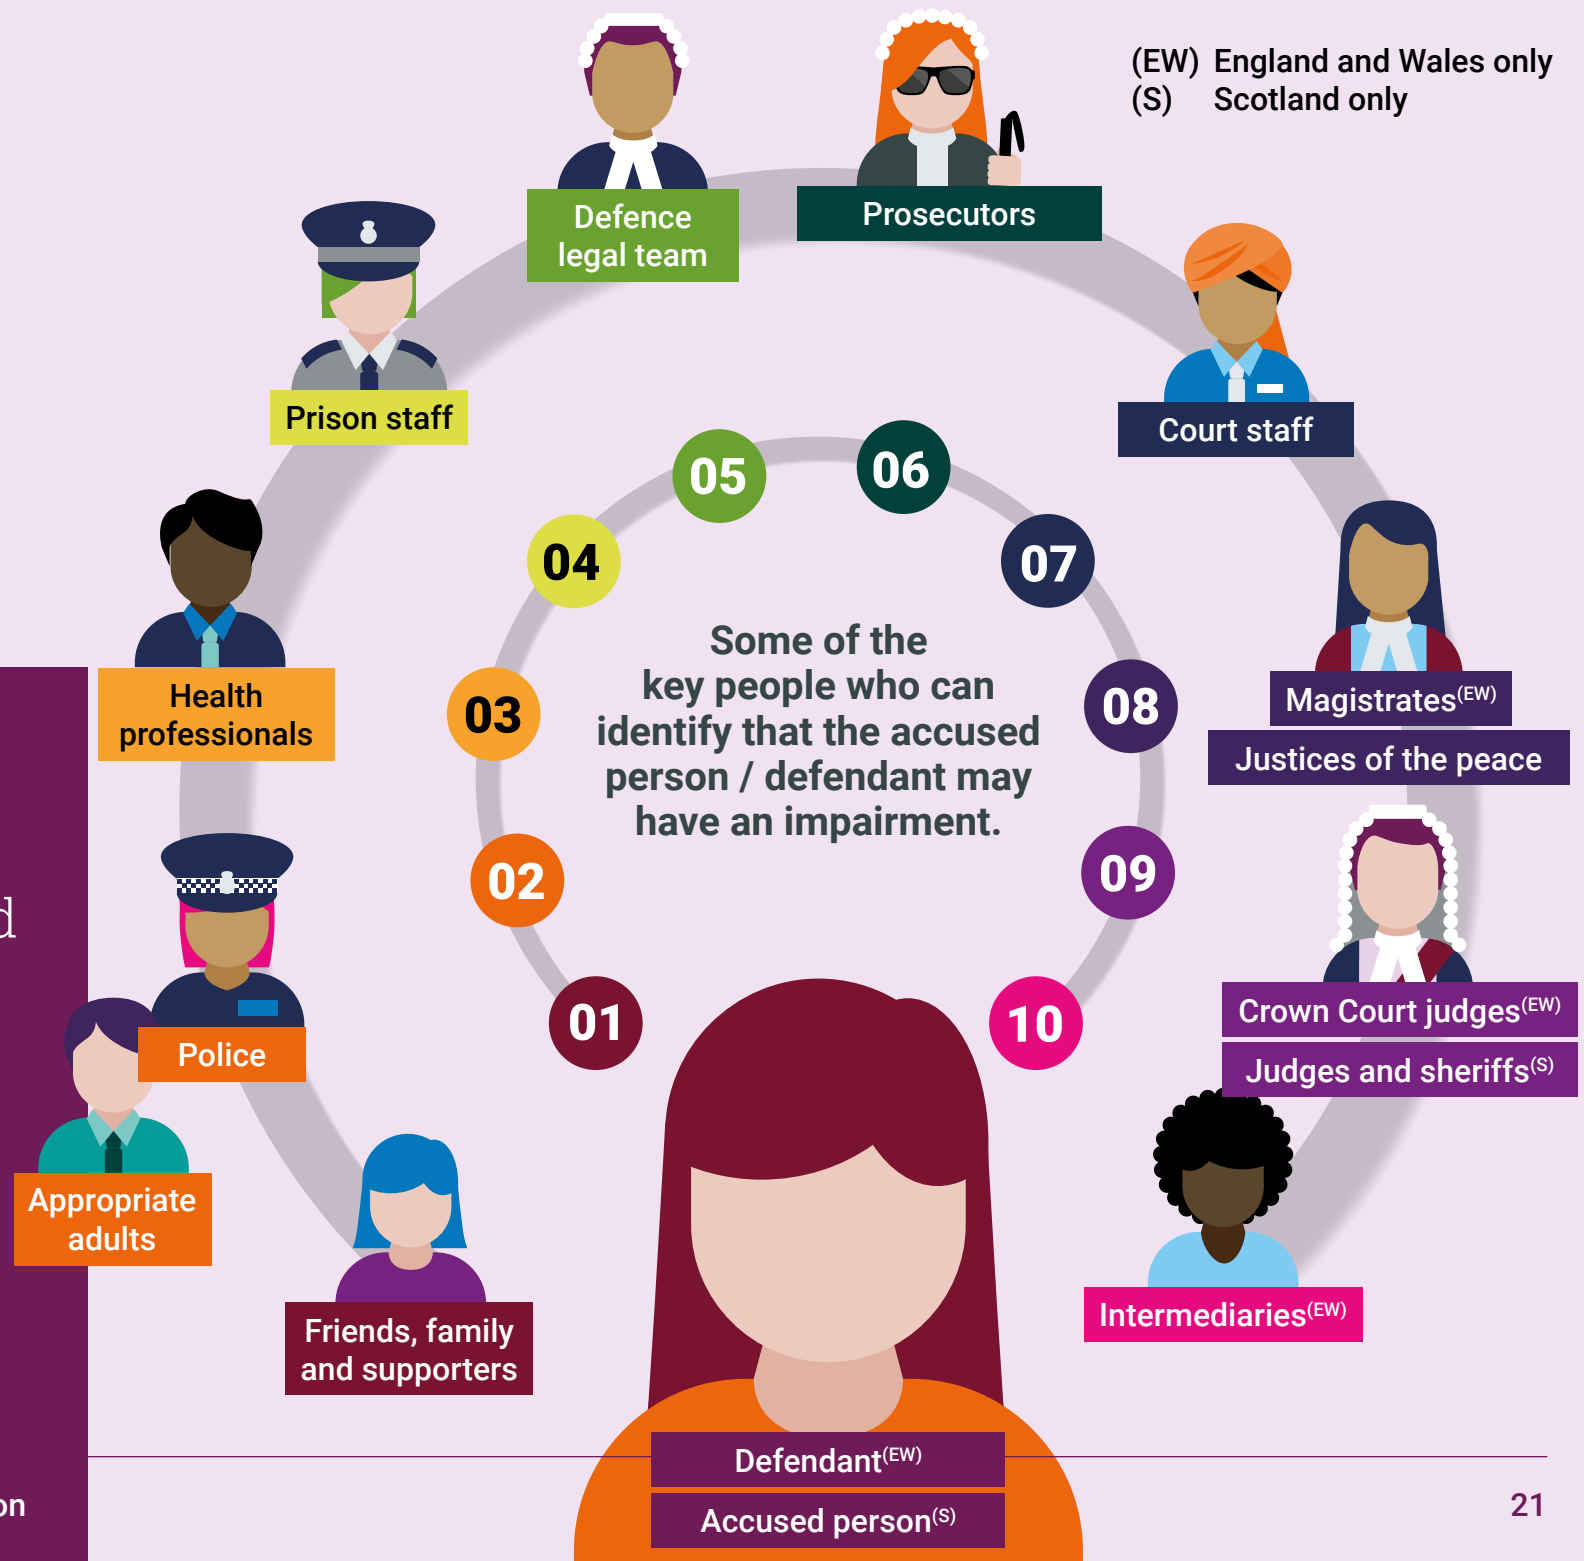 (EW) England and Wales only
(S) Scotland only
Defence
legal team
Prosecutors
Prison staff
Court staff
Health
professionals
Magistrates(EW)
Justices of the peace
Police
Crown Court judges(EW)
Judges and sheriffs(S)
Appropriate
adults
Friends, family
and supporters
Intermediaries(EW)
01
02
03
04
05
06
07
08
09
10
Some of the
key people who can
identify that the accused
person / defendant may
have an impairment.
Defendant(EW)
Accused person(S)
d
on
21